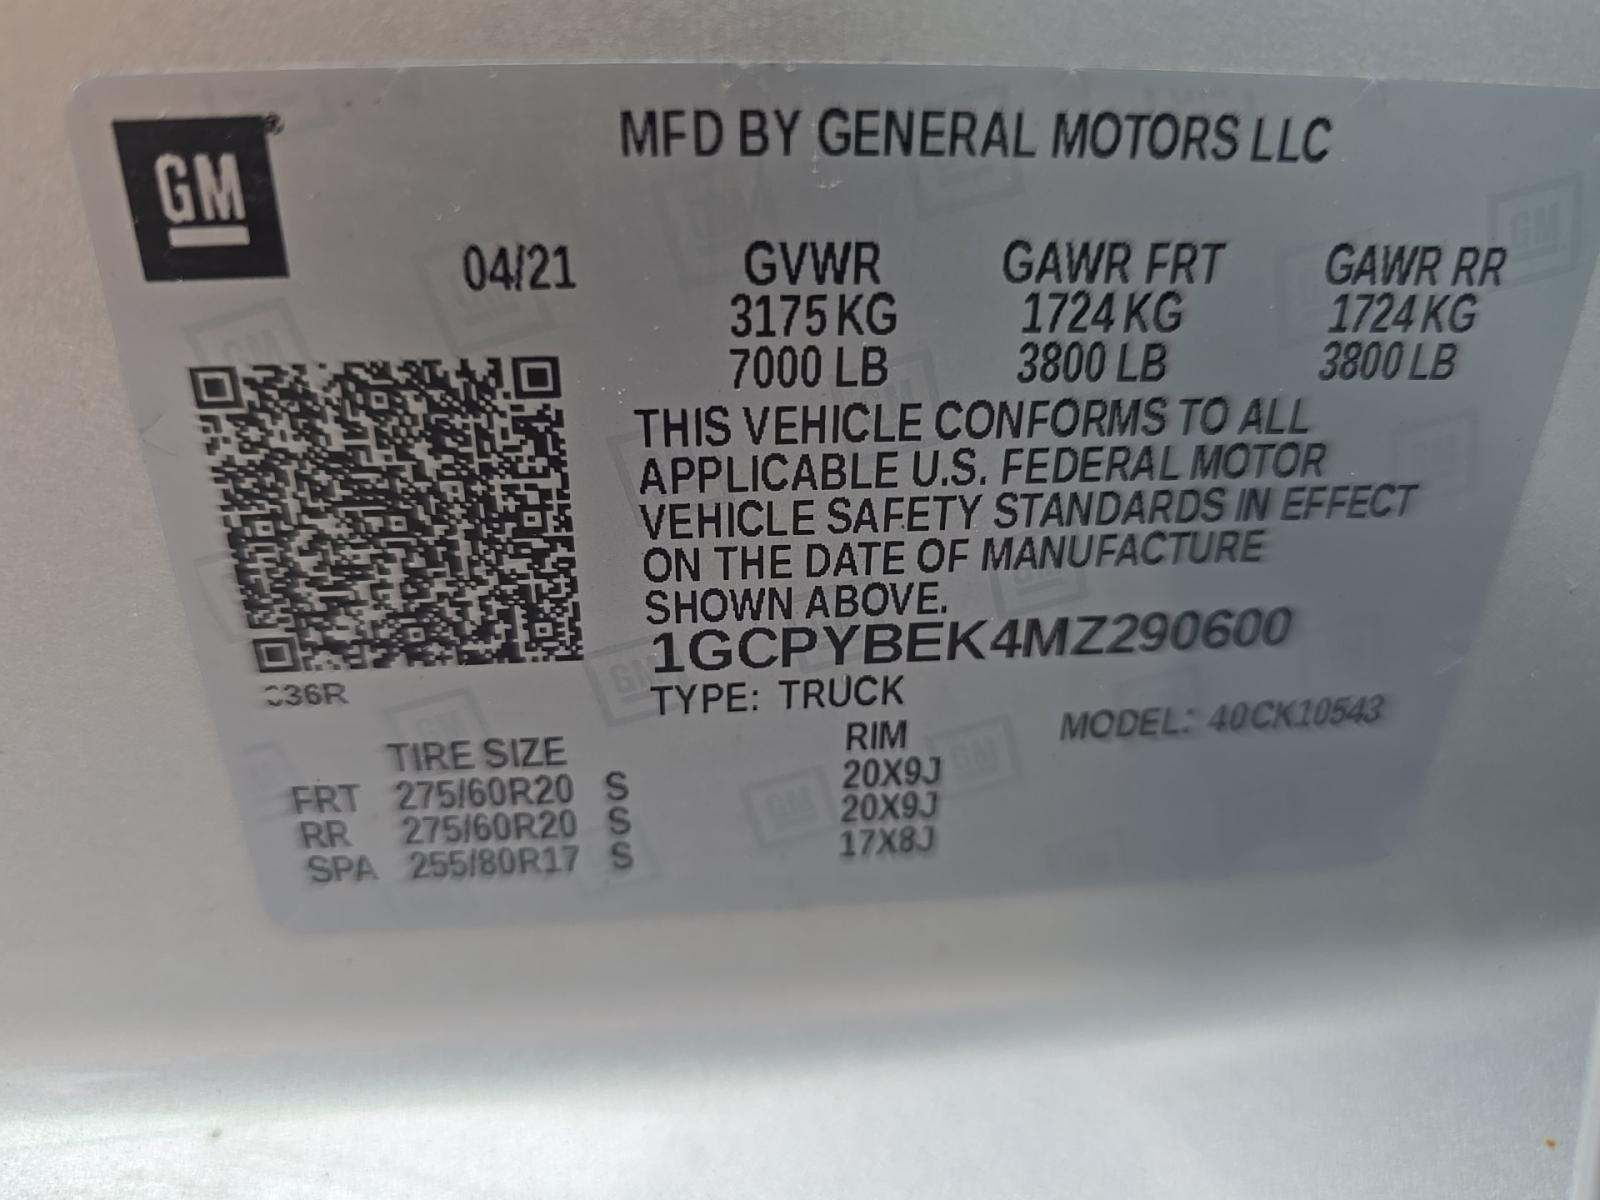 GM®
MFD BY GENERAL MOTORS LLC
04/21 GVWR GAWR FRT GAWR RR
3175 KG 1724 KG 1724 KG
7000 LB 3800 LB 3800 LB
THIS VEHICLE CONFORMS TO ALL
APPLICABLE U.S. FEDERAL MOTOR
VEHICLE SAFETY STANDARDS IN EFFECT
ON THE DATE OF MANUFACTURE
SHOWN ABOVE.
1GCPYBEK4MZ290600
TYPE: TRUCK
MODEL: 40CK10543
TIRE SIZE RIM
FRT 275/60R20 S 20X9J
RR 275/60R20 S 20X9J
SPA 255/80R17 S 17X8J